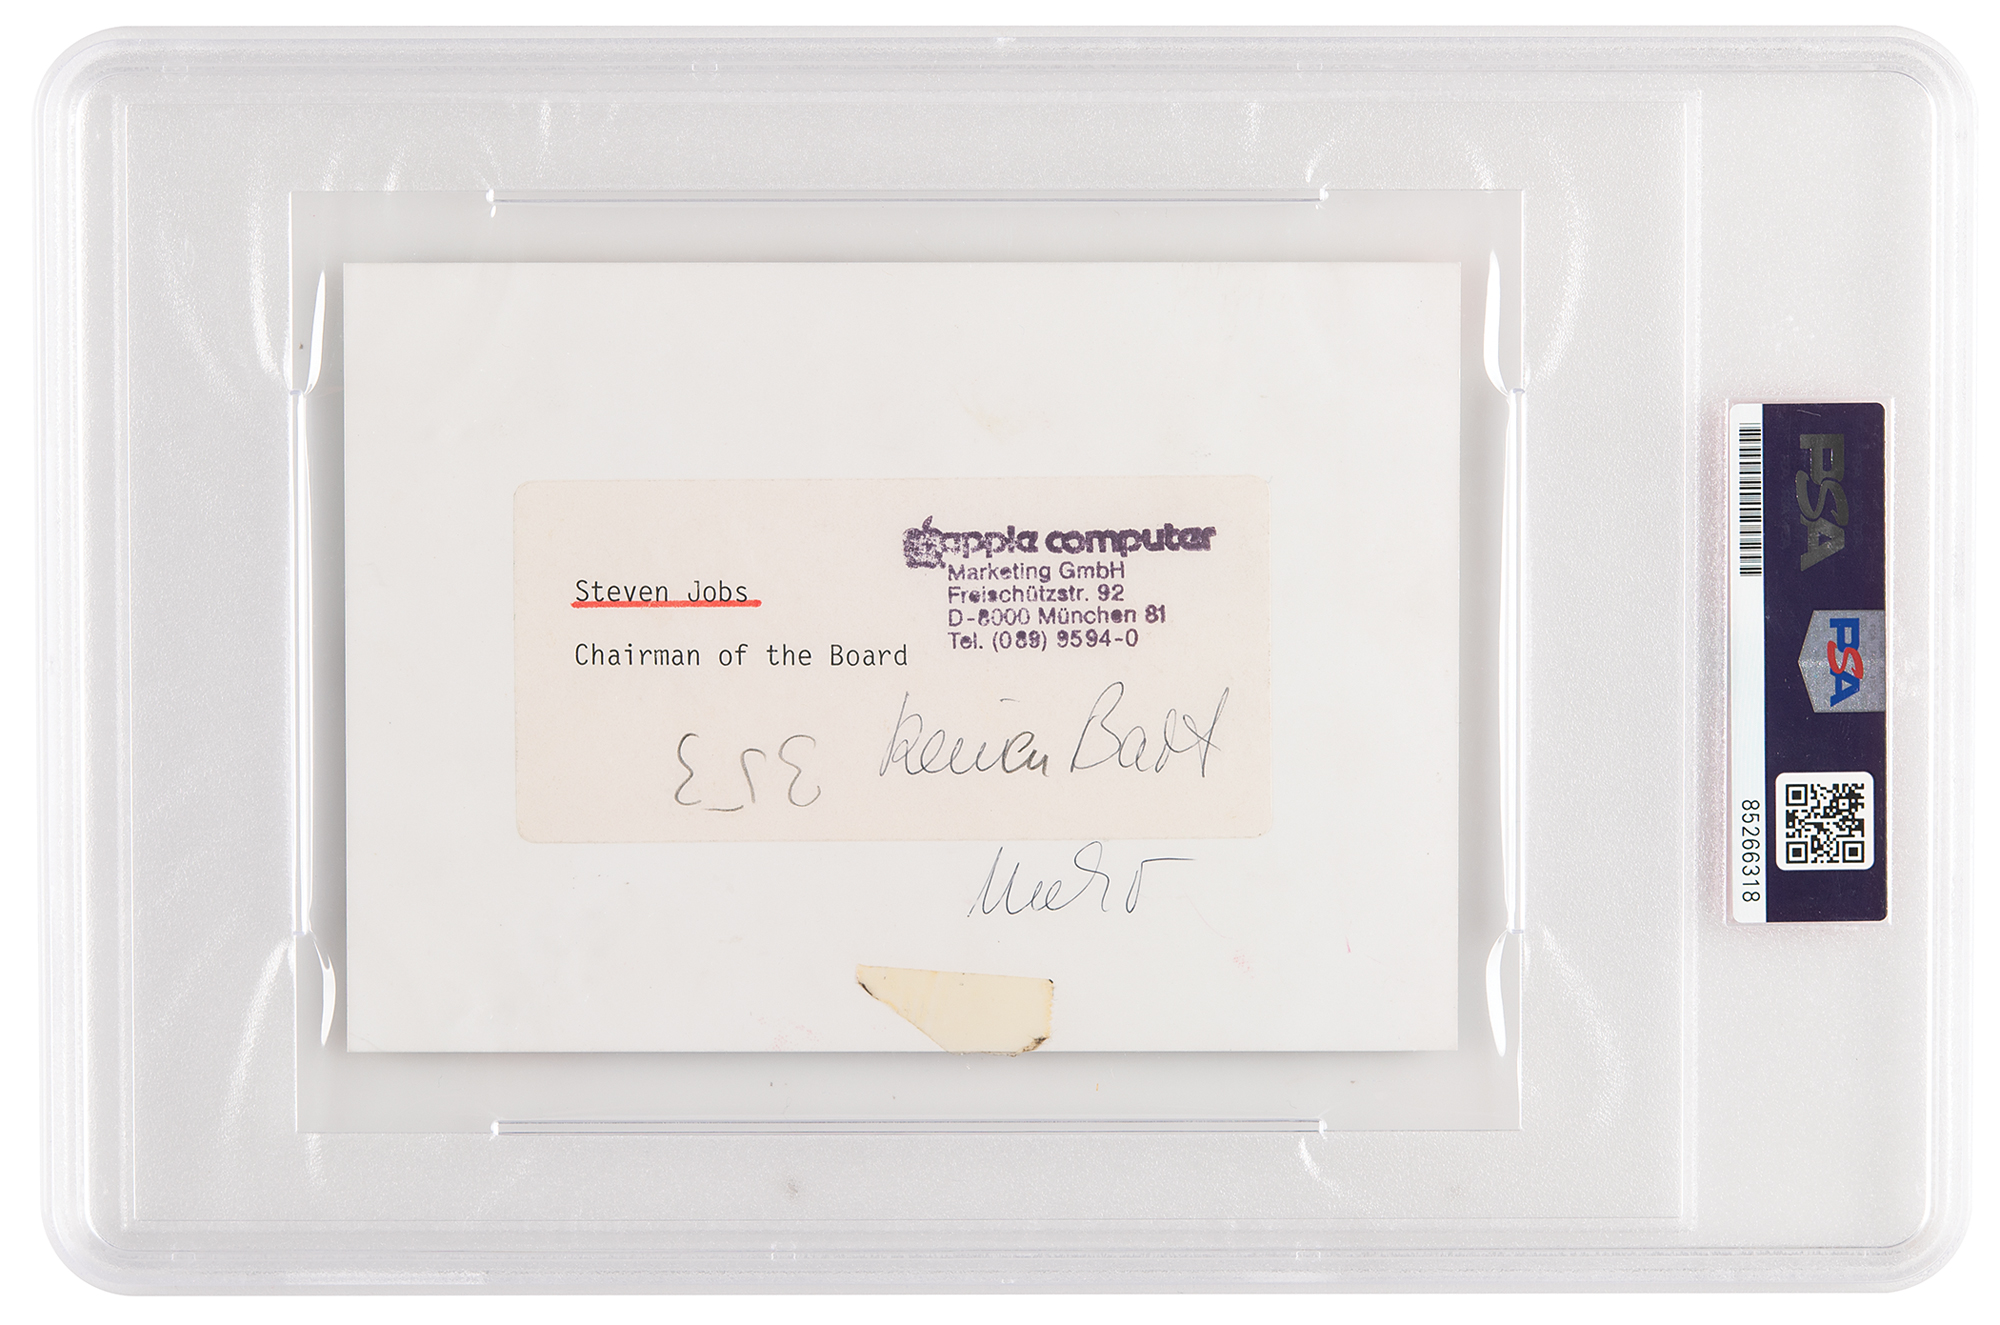 apple computer
Marketing GmbH
Freischützstr. 92
D-8000 München 81
Tel. (089) 9594-0
Steven Jobs
Chairman of the Board
PSA
PSA
85266318